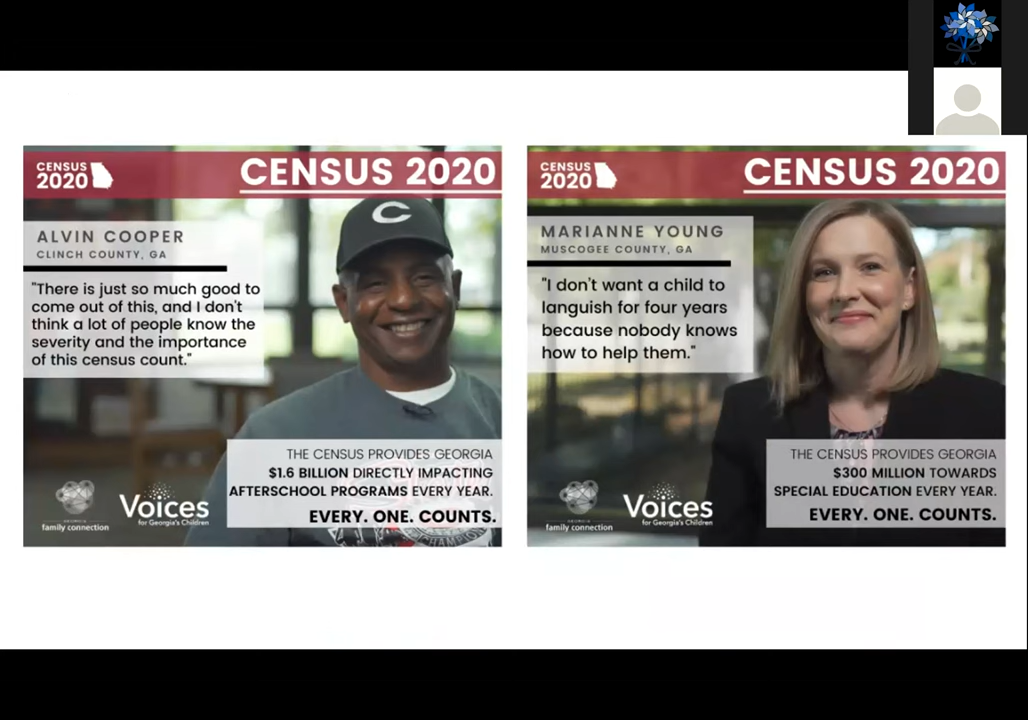 CENSUS
2020
CENSUS 2020
ALVIN COOPER
CLINCH COUNTY, GA
"There is just so much good to
come out of this, and I don't
think a lot of people know the
severity and the importance
of this census count."
THE CENSUS PROVIDES GEORGIA
$1.6 BILLION DIRECTLY IMPACTING
AFTERSCHOOL PROGRAMS EVERY YEAR.
EVERY. ONE. COUNTS.
GEORGIA
family connection
Voices
for Georgia's Children
CHAMPION
CENSUS
2020
CENSUS 2020
MARIANNE YOUNG
MUSCOGEE COUNTY, GA
"I don't want a child to
languish for four years
because nobody knows
how to help them."
THE CENSUS PROVIDES GEORGIA
$300 MILLION TOWARDS
SPECIAL EDUCATION EVERY YEAR.
EVERY. ONE. COUNTS.
GEORGIA
family connection
Voices
for Georgia's Children